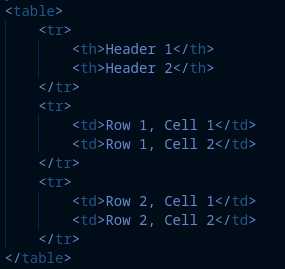 <table>
<tr>
<th>Header 1</th>
<th>Header 2</th>
</tr>
<tr>
<td>Row 1, Cell 1</td>
<td>Row 1, Cell 2</td>
</tr>
<tr>
<td>Row 2, Cell 1</td>
<td>Row 2, Cell 2</td>
</tr>
</table>